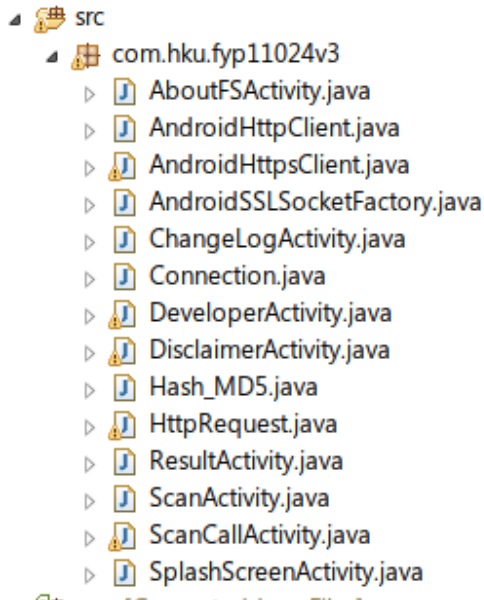 src
com.hku.fyp11024v3
AboutFSActivity.java
AndroidHttpClient.java
AndroidHttpsClient.java
AndroidSSLSocketFactory.java
ChangeLogActivity.java
Connection.java
DeveloperActivity.java
DisclaimerActivity.java
Hash_MD5.java
HttpRequest.java
ResultActivity.java
ScanActivity.java
ScanCallActivity.java
SplashScreenActivity.java